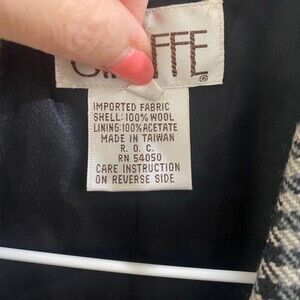 IMPORTED FABRIC
SHELL: 100% WOOL
LINING: 100% ACETATE
MADE IN TAIWAN
R. O. C.
RN 54050
CARE INSTRUCTION
ON REVERSE SIDE